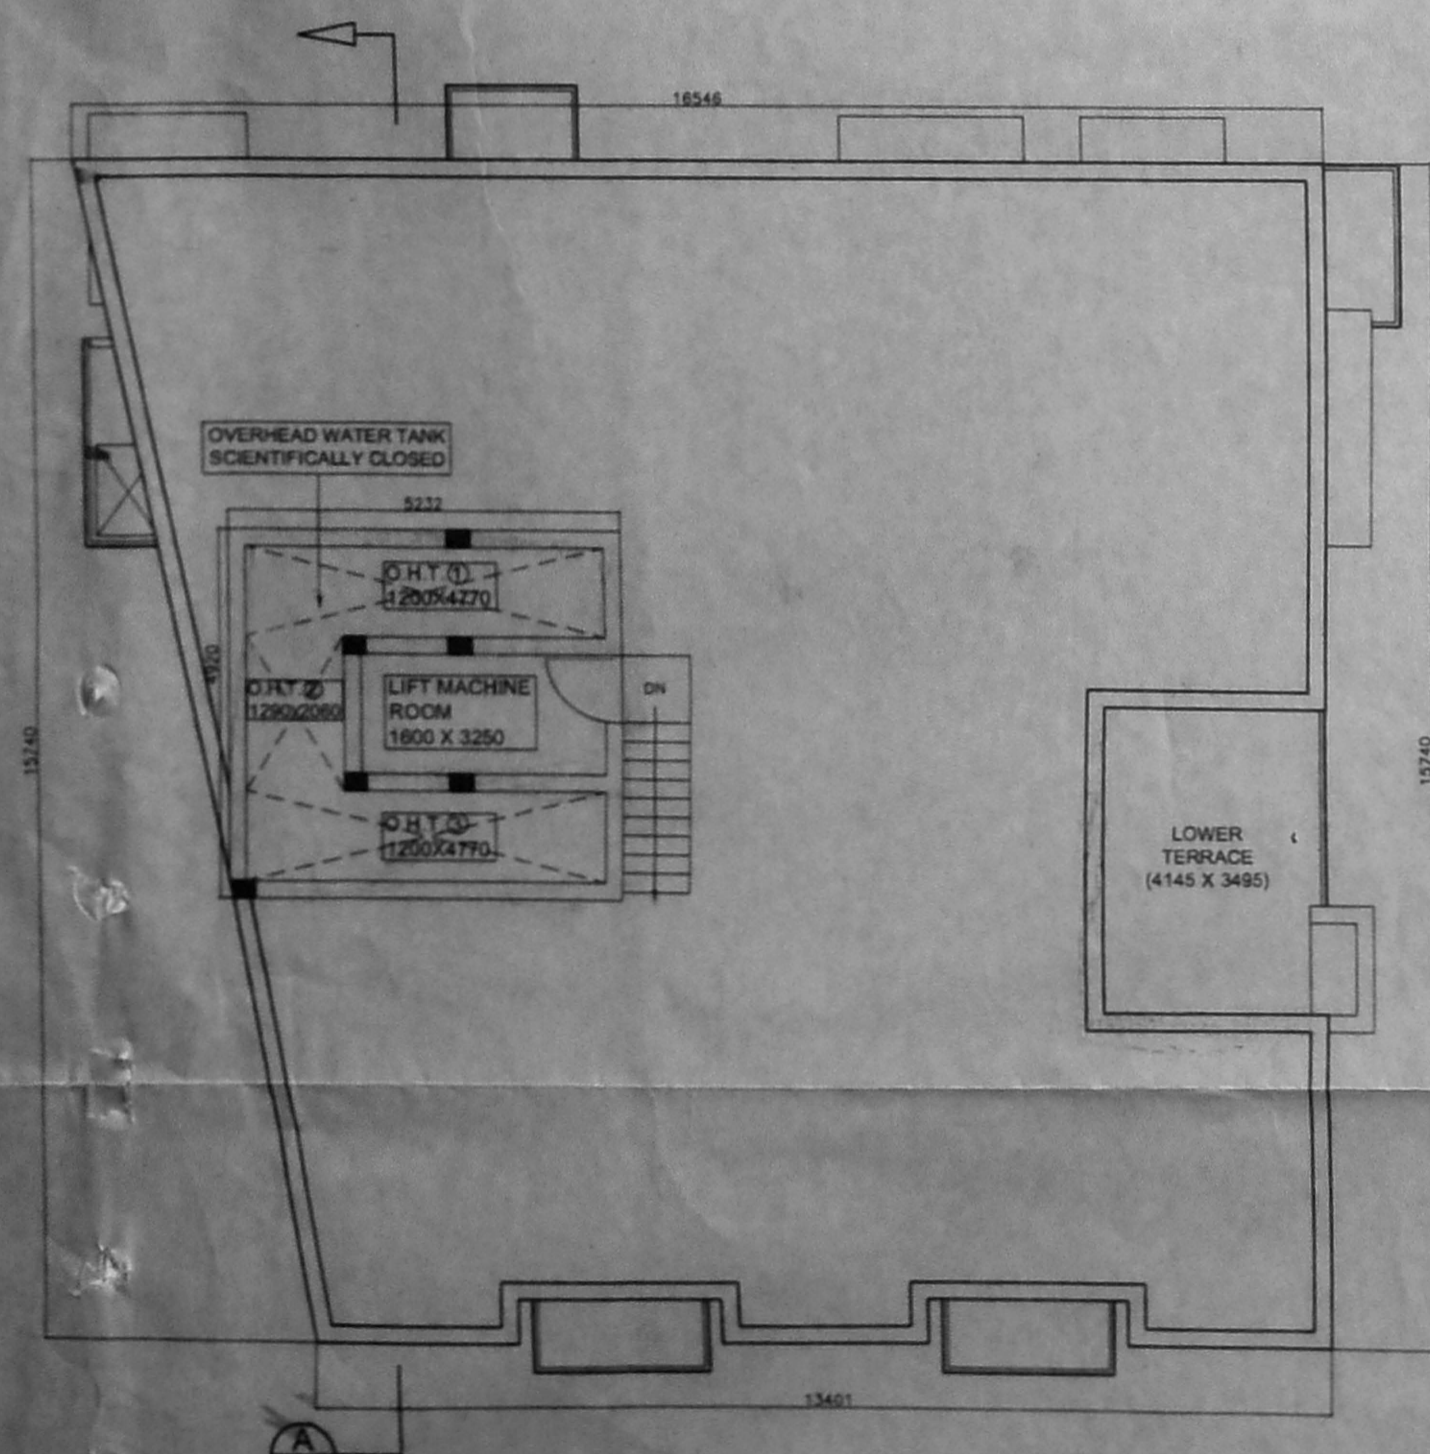 16546
OVERHEAD WATER TANK
SCIENTIFICALLY CLOSED
5232
O.H.T.①
1200X4770
4920
O.H.T.②
1290x2060
LIFT MACHINE
ROOM
1600 X 3250
DN
15740
15740
O.H.T.③
1200X4770
LOWER
TERRACE
(4145 X 3495)
13401
A